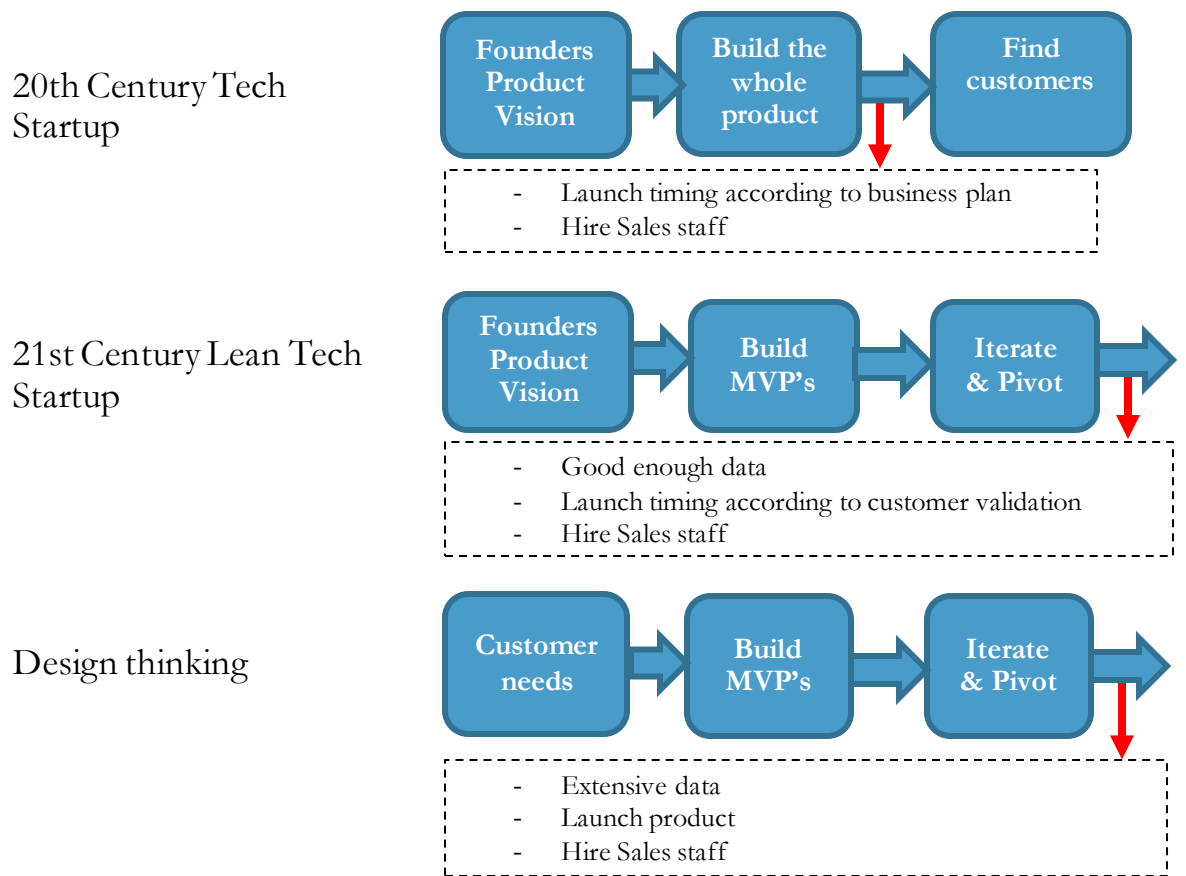 20th Century Tech
Startup
Founders
Product
Vision
Build the
whole
product
Find
customers
- Launch timing according to business plan
- Hire Sales staff
21st Century Lean Tech
Startup
Founders
Product
Vision
Build
MVP’s
Iterate
& Pivot
- Good enough data
- Launch timing according to customer validation
- Hire Sales staff
Design thinking
Customer
needs
Build
MVP’s
Iterate
& Pivot
- Extensive data
- Launch product
- Hire Sales staff